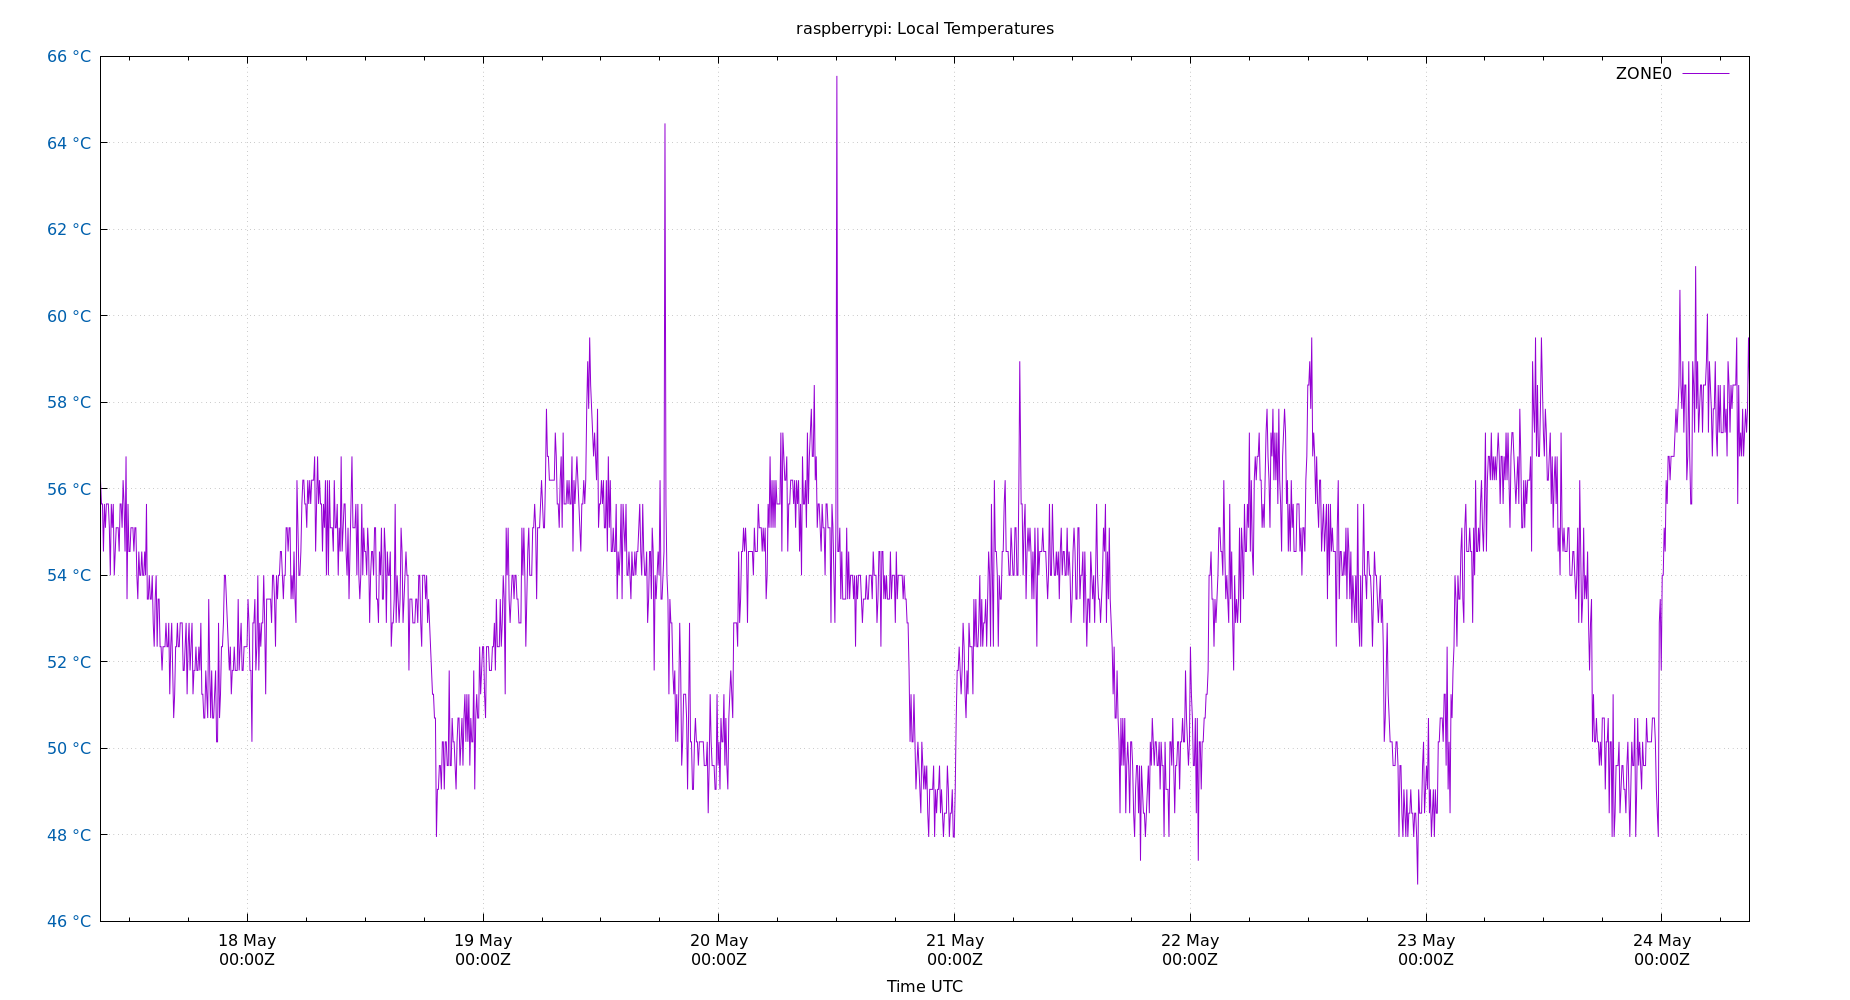 raspberrypi: Local Temperatures
66 °C
ZONE0
64 °C
62 °C
60 °C
58 °C
56 °C
54 °C
52 °C
50 °C
48 °C
46 °C
18 May 19 May 20 May 21 May 22 May 23 May 24 May
00:00Z 00:00Z 00:00Z 00:00Z 00:00Z 00:00Z 00:00Z
Time UTC